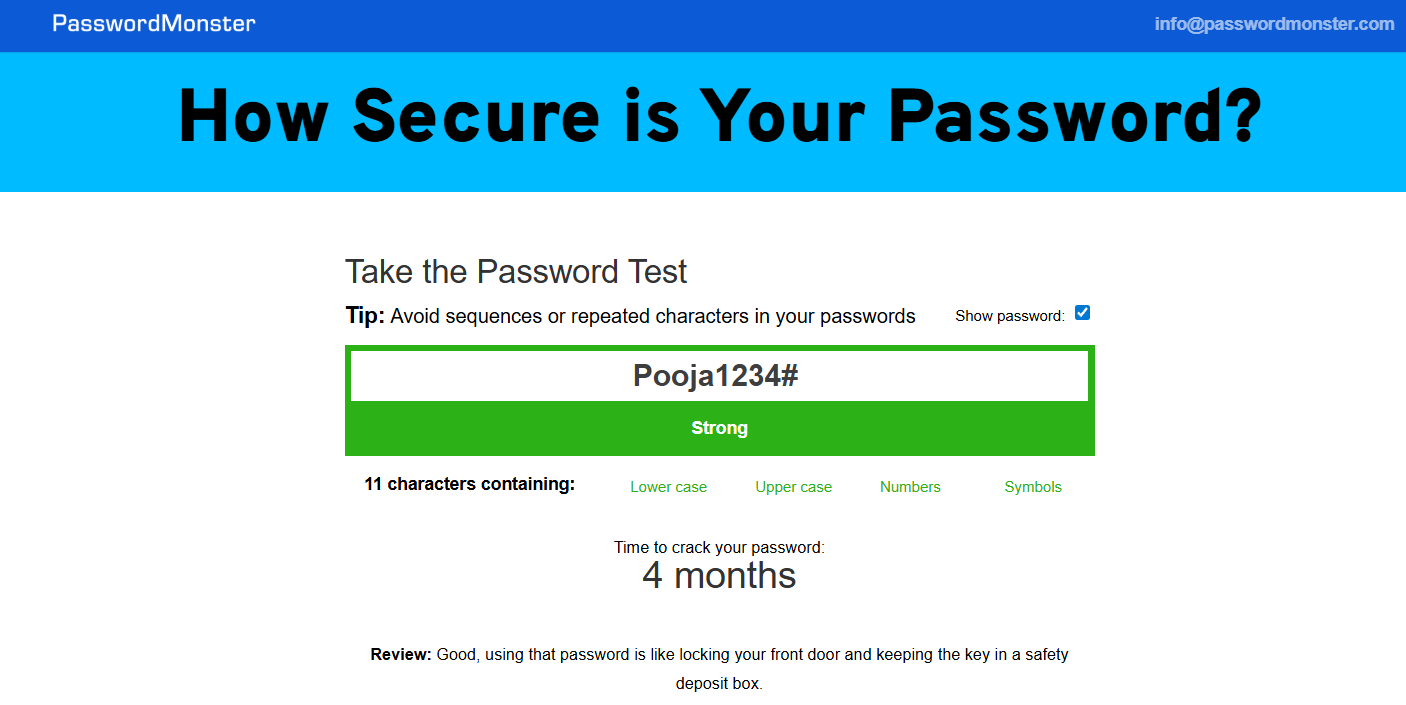 PasswordMonster
info@passwordmonster.com
How Secure is Your Password?
Take the Password Test
Tip: Avoid sequences or repeated characters in your passwords
Show password:
Pooja1234#
Strong
11 characters containing:
Lower case
Upper case
Numbers
Symbols
Time to crack your password:
4 months
Review: Good, using that password is like locking your front door and keeping the key in a safety
deposit box.